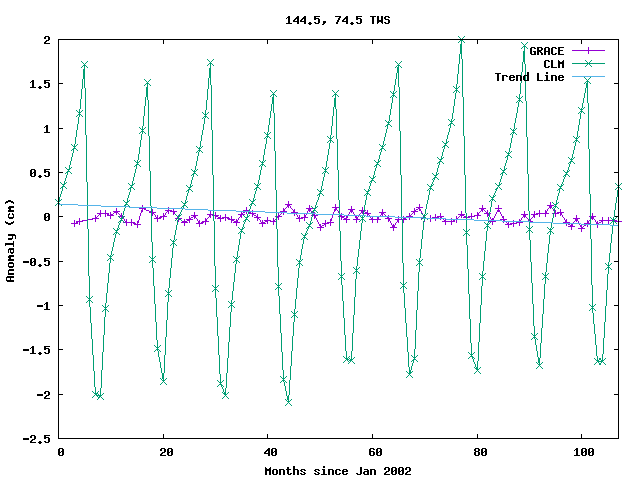 144.5, 74.5 TWS
GRACE
CLM
Trend Line
2
1.5
1
0.5
0
-0.5
-1
-1.5
-2
-2.5
Anomaly (cm)
0 20 40 60 80 100
Months since Jan 2002